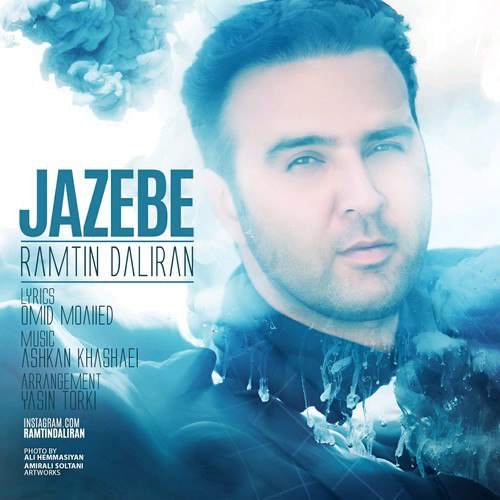 JAZEBE
RAMTIN DALIRAN
LYRICS
OMID MOAIIED
MUSIC
ASHKAN KHASHAEI
ARRANGEMENT
YASIN TORKI
INSTAGRAM.COM
RAMTINDALIRAN
PHOTO BY
ALI HEMMASIYAN
AMIRALI SOLTANI
ARTWORKS